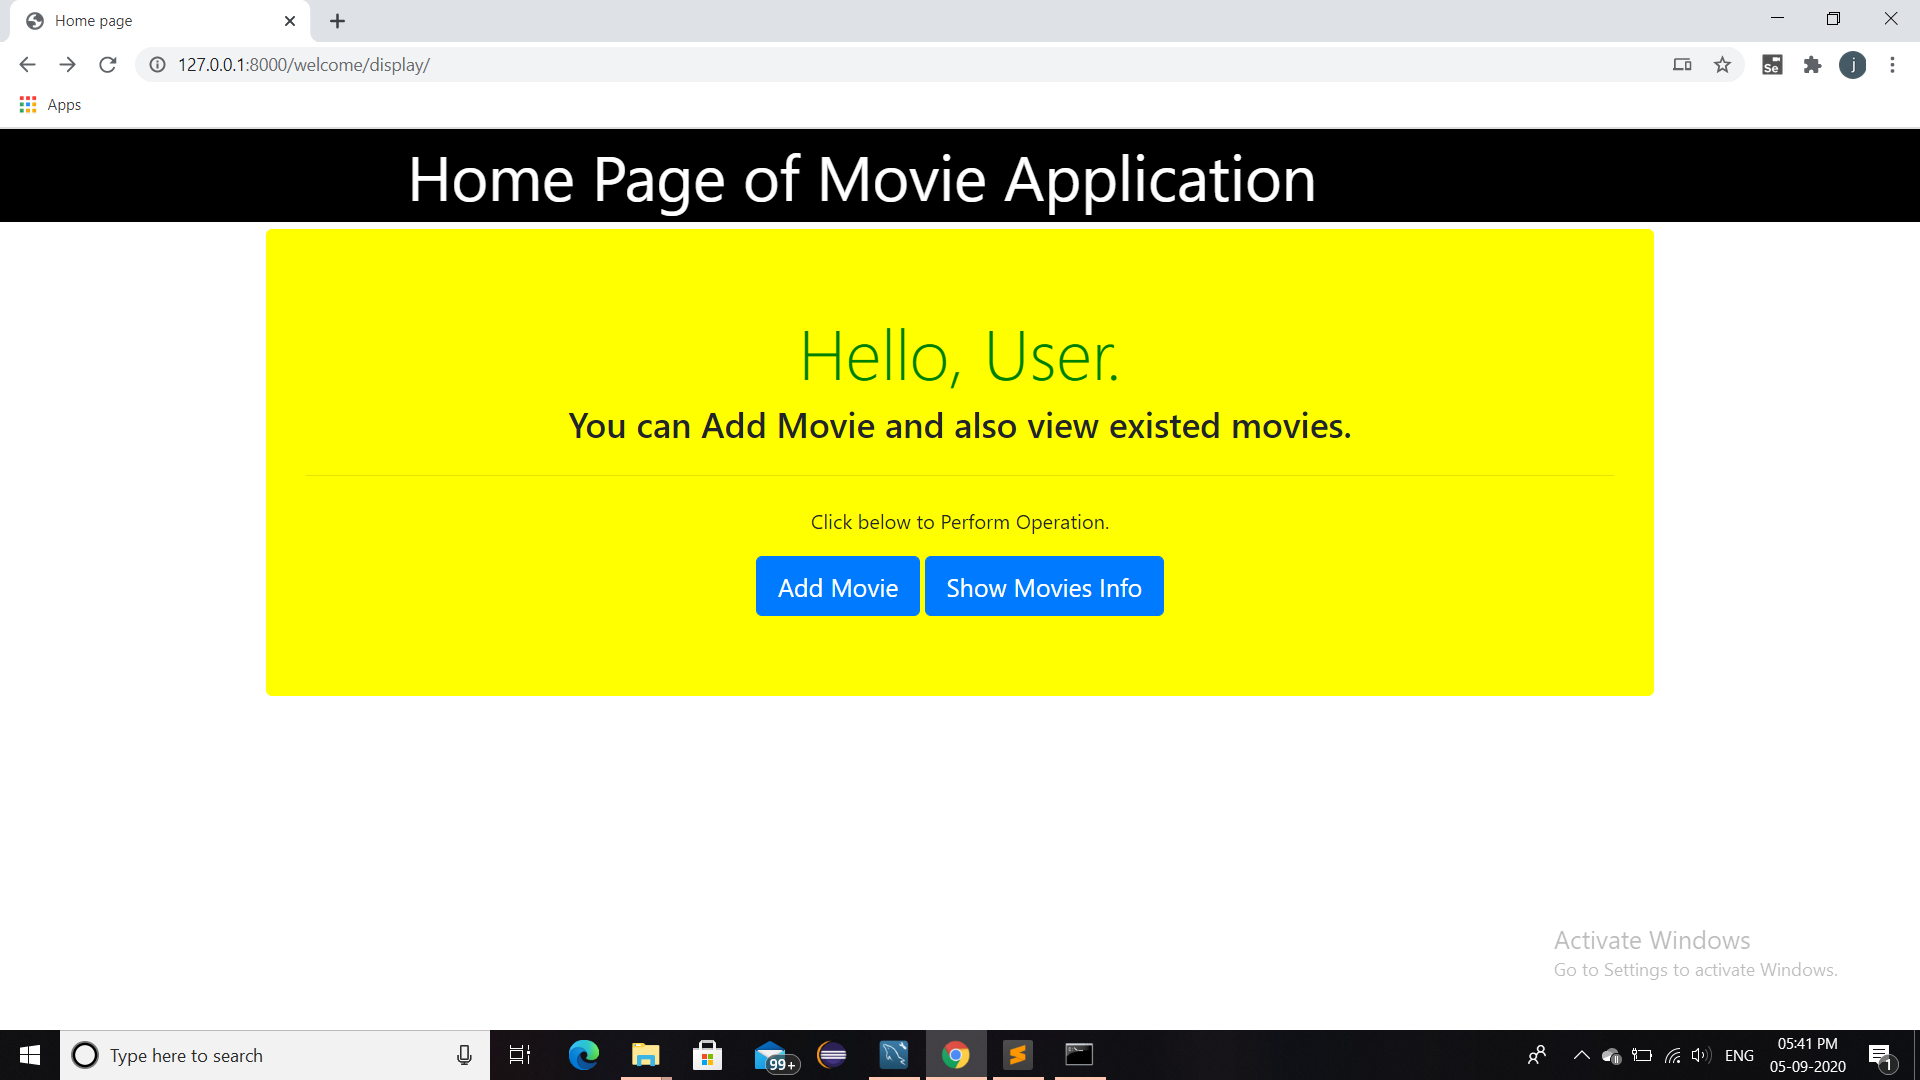 Home page
127.0.0.1:8000/welcome/display/
Se
j
Apps
Home Page of Movie Application
Hello, User.
You can Add Movie and also view existed movies.
Click below to Perform Operation.
Add Movie
Show Movies Info
Activate Windows
Go to Settings to activate Windows.
Type here to search
99+
ENG
05:41 PM
05-09-2020
1